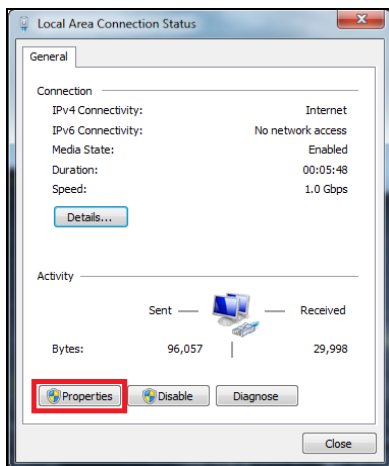 Local Area Connection Status
General
Connection
IPv4 Connectivity: Internet
IPv6 Connectivity: No network access
Media State: Enabled
Duration: 00:05:48
Speed: 1.0 Gbps
Details...
Activity
Sent Received
Bytes: 96,057 29,998
Properties Disable Diagnose
Close